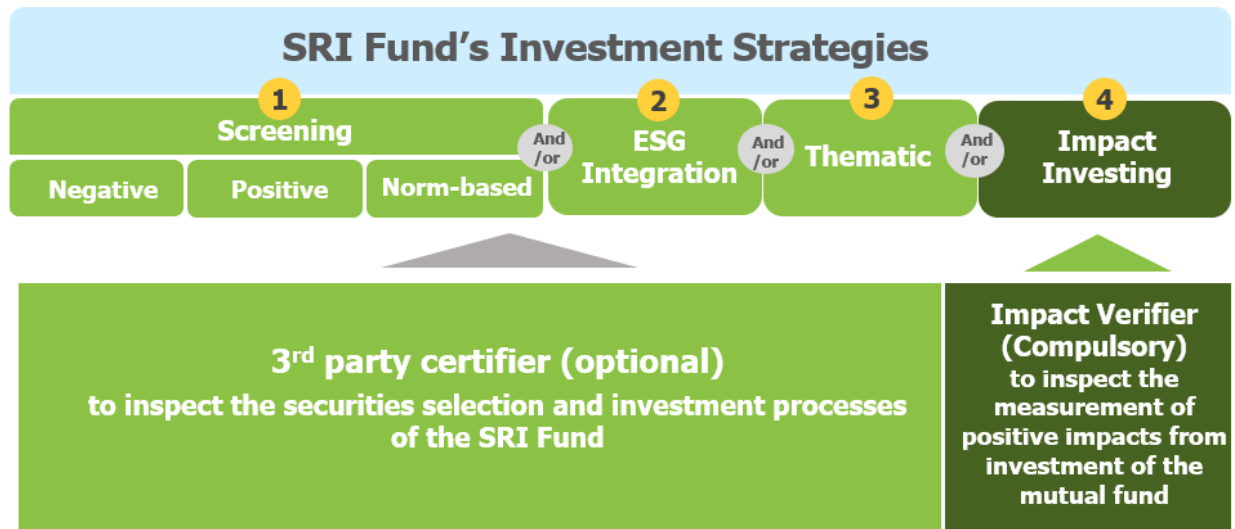 SRI Fund's Investment Strategies
1
2
3
4
Screening
Negative
Positive
Norm-based
And
/or
ESG
Integration
And
/or
Thematic
And
/or
Impact
Investing
3rd party certifier (optional)
to inspect the securities selection and investment processes
of the SRI Fund
Impact Verifier
(Compulsory)
to inspect the
measurement of
positive impacts from
investment of the
mutual fund